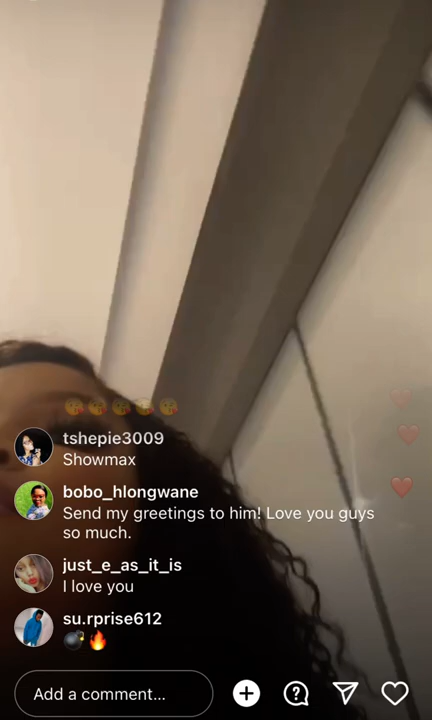 😘😘😘😘😘
tshepie3009
Showmax
bobo_hlongwane
Send my greetings to him! Love you guys
so much.
just_e_as_it_is
I love you
su.rprise612
💣🔥
Add a comment...